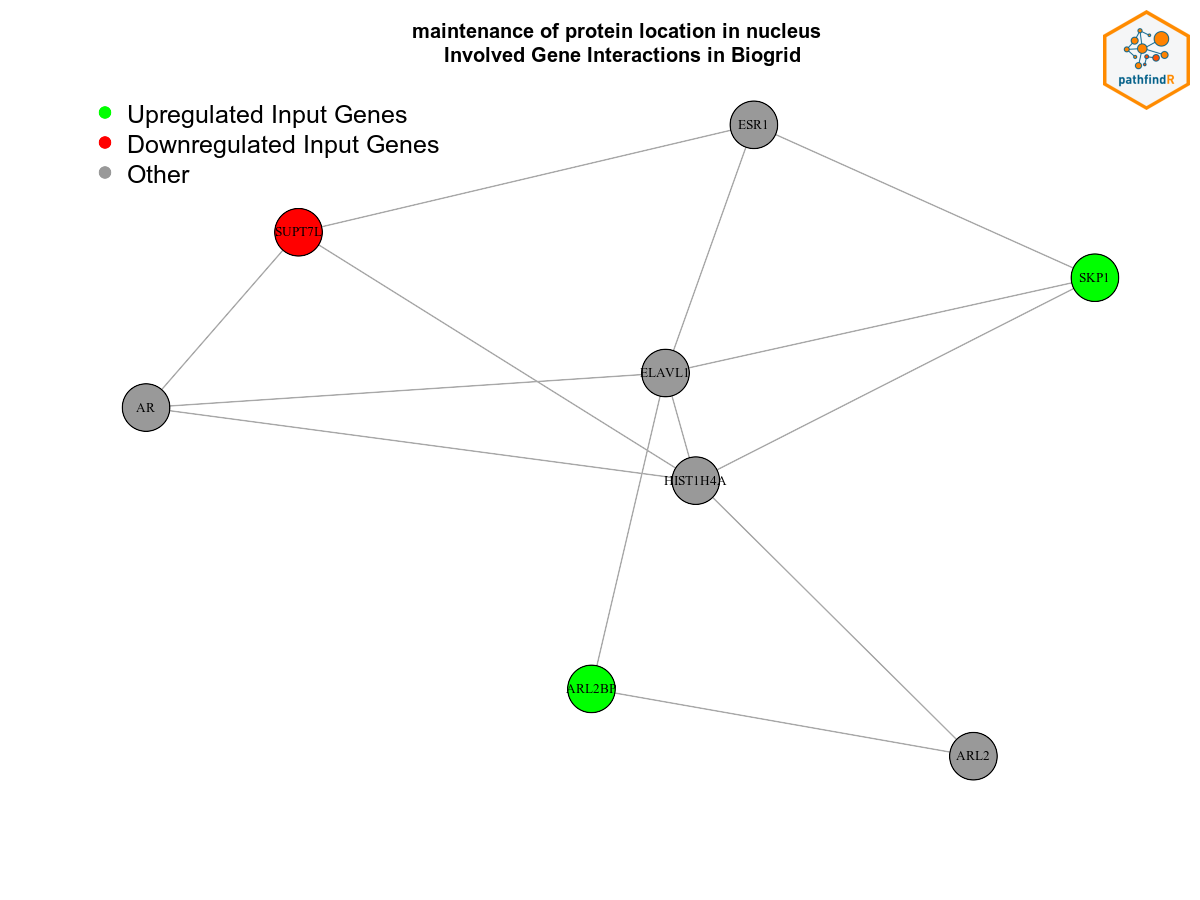 maintenance of protein location in nucleus
Involved Gene Interactions in Biogrid
pathfindR
Upregulated Input Genes
Downregulated Input Genes
Other
ESR1
SUPT7L
SKP1
ELAVL1
AR
HIST1H4A
ARL2BP
ARL2